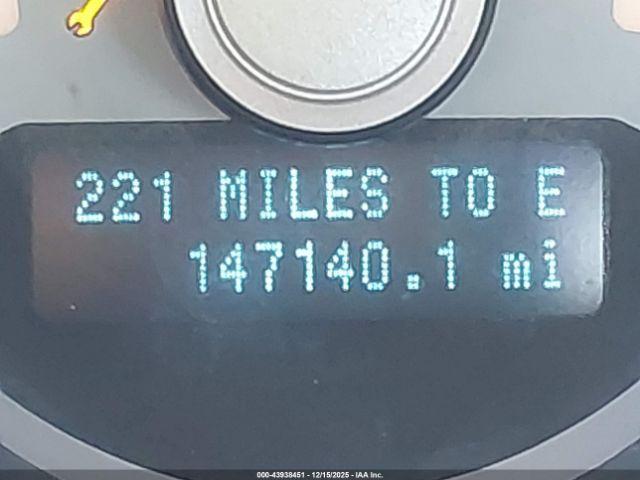 221 MILES TO E
147140.1 mi
000-43938451 - 12/15/2025 - IAA Inc.